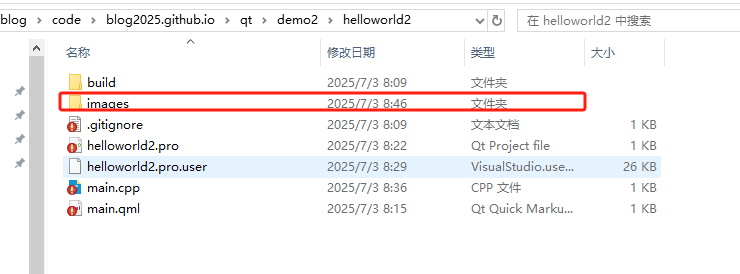 blog > code > blog2025.github.io > qt > demo2 > helloworld2
在 helloworld2 中搜索
名称 修改日期 类型 大小
build 2025/7/3 8:09 文件夹
images 2025/7/3 8:46 文件夹
.gitignore 2025/7/3 8:09 文本文档 1 KB
helloworld2.pro 2025/7/3 8:22 Qt Project file 1 KB
helloworld2.pro.user 2025/7/3 8:29 VisualStudio.use... 26 KB
main.cpp 2025/7/3 8:36 CPP 文件 1 KB
main.qml 2025/7/3 8:15 Qt Quick Marku... 1 KB